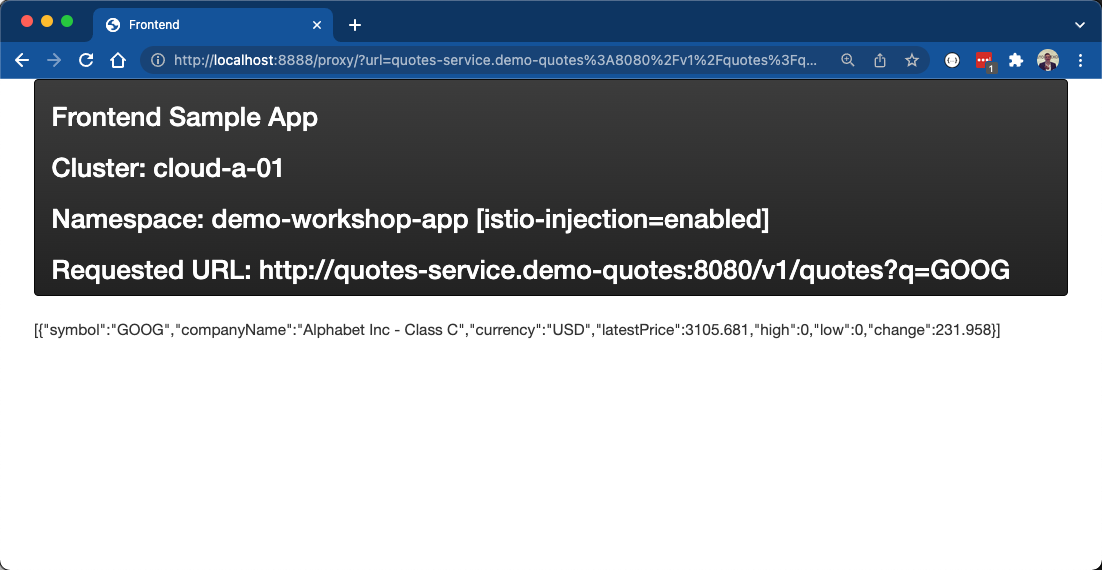 Frontend
http://localhost:8888/proxy/?url=quotes-service.demo-quotes%3A8080%2Fv1%2Fquotes%3Fq...
1
Frontend Sample App
Cluster: cloud-a-01
Namespace: demo-workshop-app [istio-injection=enabled]
Requested URL: http://quotes-service.demo-quotes:8080/v1/quotes?q=GOOG
[{"symbol":"GOOG","companyName":"Alphabet Inc - Class C","currency":"USD","latestPrice":3105.681,"high":0,"low":0,"change":231.958}]